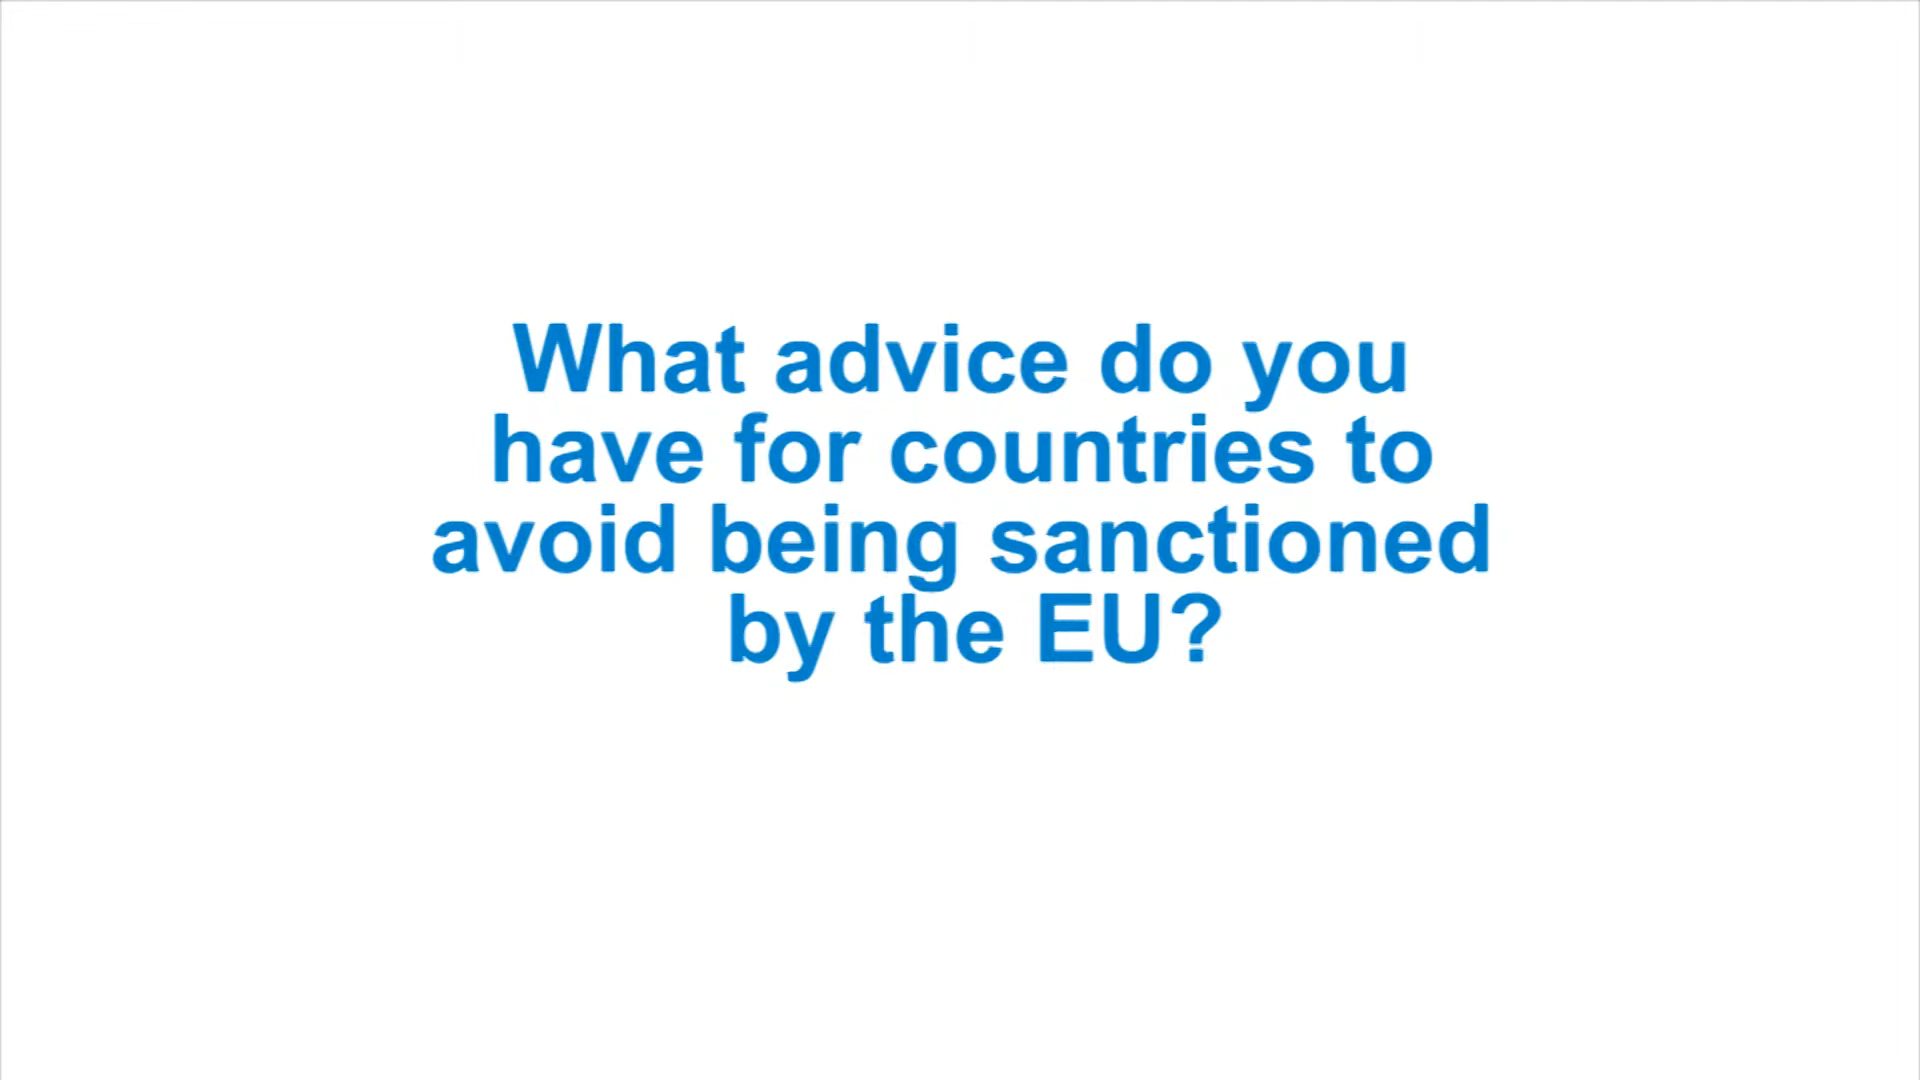 What advice do you
have for countries to
avoid being sanctioned
by the EU?